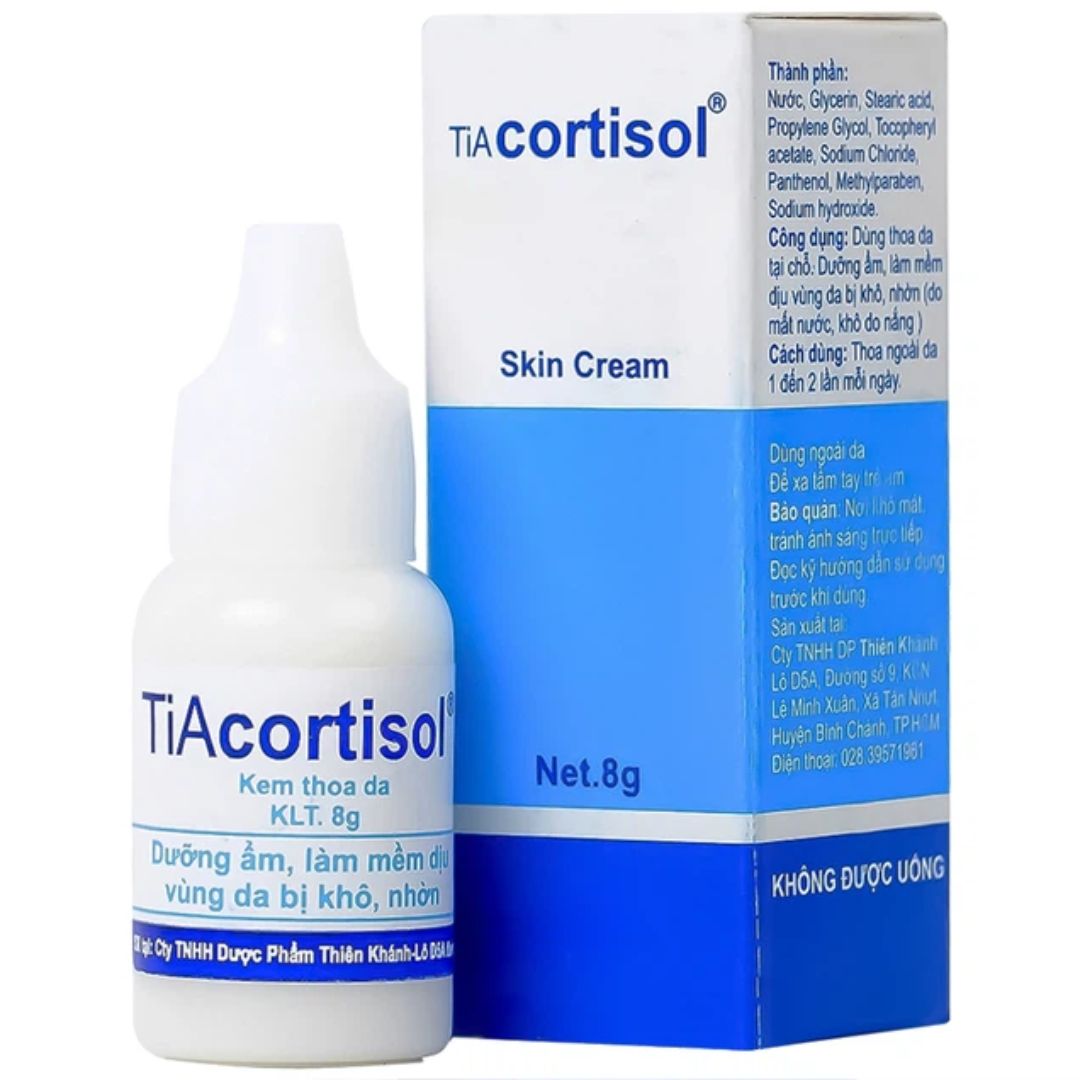 TiAcortisol®
Skin Cream
Net.8g
Thành phần:
Nước, Glycerin, Stearic acid,
Propylene Glycol, Tocopheryl
acetate, Sodium Chloride,
Panthenol, Methylparaben,
Sodium hydroxide.
Công dụng: Dùng thoa da
tại chỗ. Dưỡng ẩm, làm mềm
dịu vùng da bị khô, nhờn (do
mất nước, khô do nắng )
Cách dùng: Thoa ngoài da
1 đến 2 lần mỗi ngày.
Dùng ngoài da
Để xa tầm tay trẻ em
Bảo quản: Nơi khô mát,
tránh ánh sáng trực tiếp
Đọc kỹ hướng dẫn sử dụng
trước khi dùng
Sản xuất tại:
Cty TNHH DP Thiên Khánh
Lô D5A, Đường số 9, KCN
Lê Minh Xuân, Xã Tân Nhựt,
Huyện Bình Chánh, TP HCM
Điện thoại: 028.39571961
KHÔNG ĐƯỢC UỐNG
TiAcortisol®
Kem thoa da
KLT. 8g
Dưỡng ẩm, làm mềm dịu
vùng da bị khô, nhờn
tại: Cty TNHH Dược Phẩm Thiên Khánh-Lô D5A